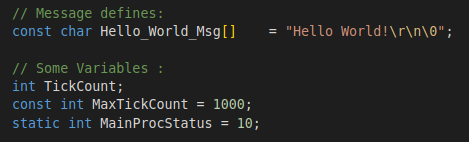 // Message defines:
const char Hello_World_Msg[]    = "Hello World!\r\n\0";
// Some Variables :
int TickCount;
const int MaxTickCount = 1000;
static int MainProcStatus = 10;